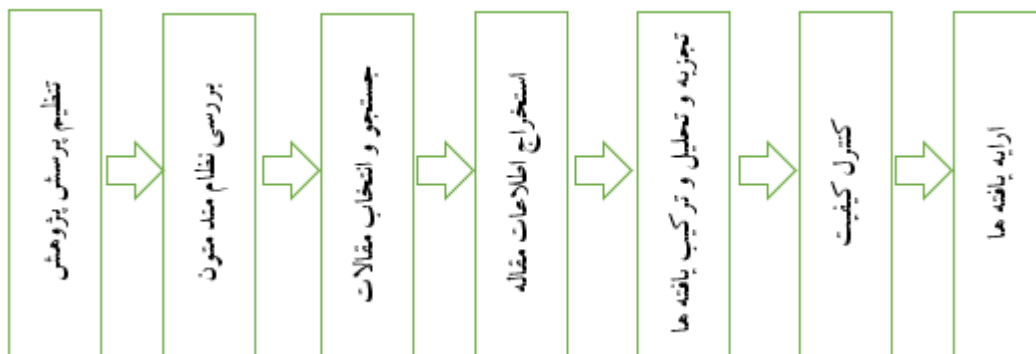 تنظیم پرسش پژوهش
بررسی نظام مند متون
جستجو و انتخاب مقالات
استخراج اطلاعات مقاله
تجزیه و تحلیل و ترکیب یافته ها
کنترل کیفیت
ارایه یافته ها